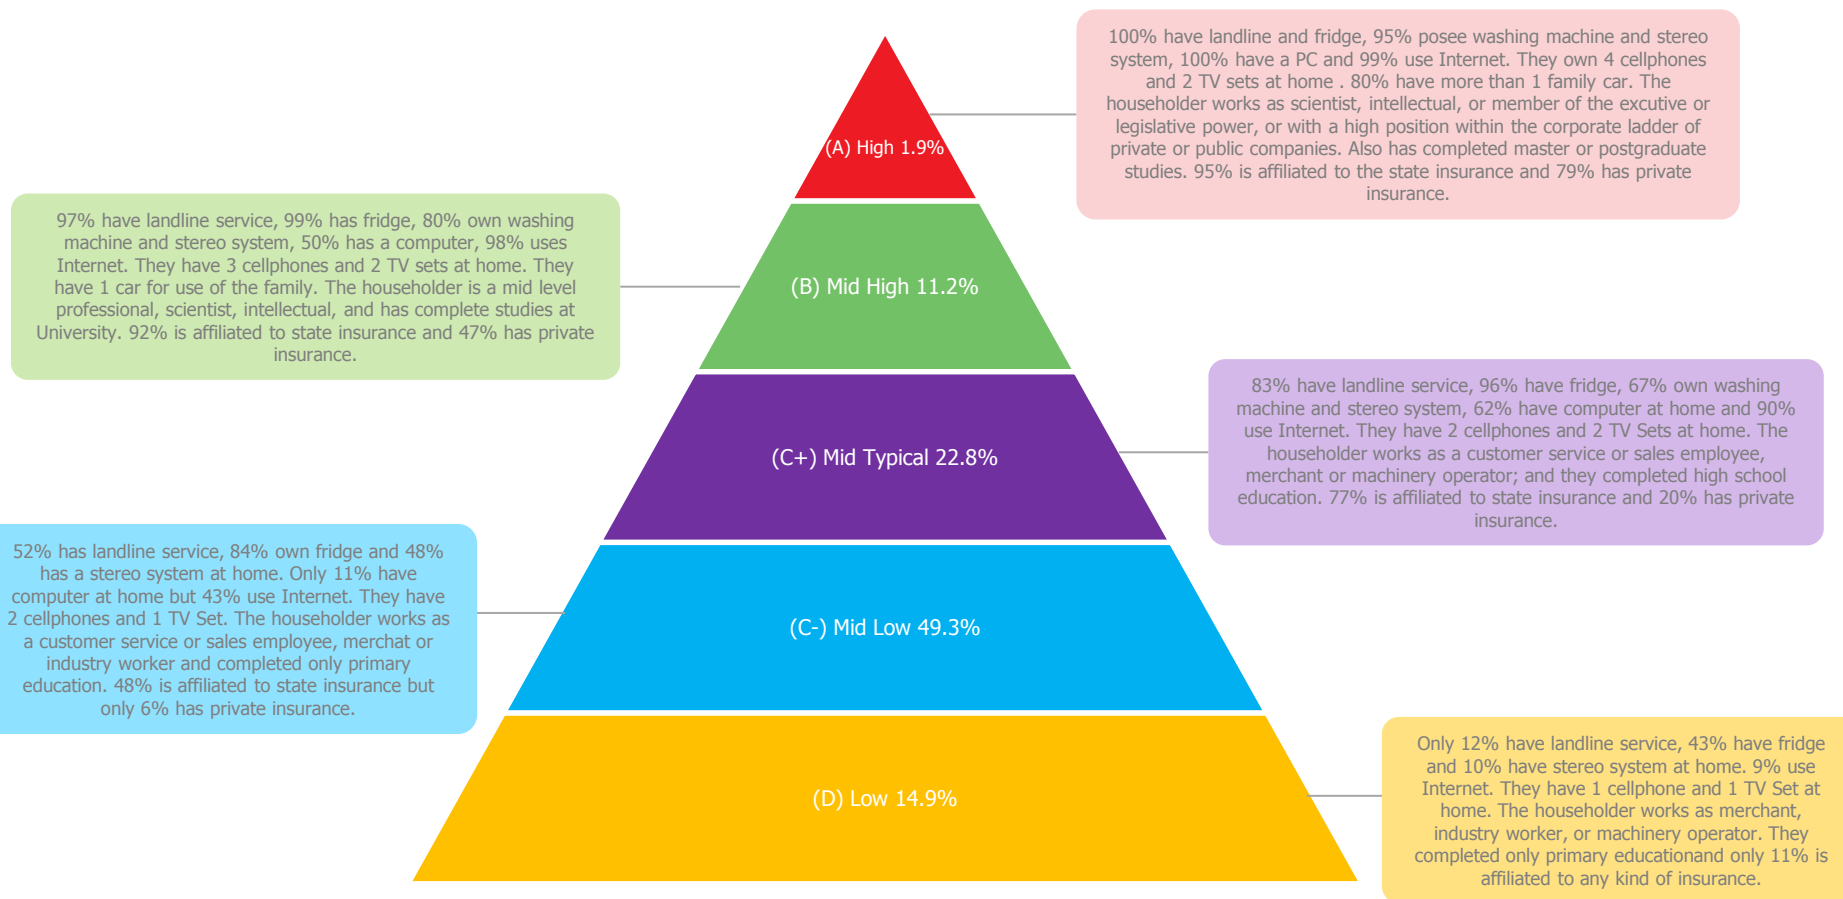 100% have landline and fridge, 95% posee washing machine and stereo
system, 100% have a PC and 99% use Internet. They own 4 cellphones
and 2 TV sets at home . 80% have more than 1 family car. The
householder works as scientist, intellectual, or member of the excutive or
legislative power, or with a high position within the corporate ladder of
private or public companies. Also has completed master or postgraduate
studies. 95% is affiliated to the state insurance and 79% has private
insurance.
(A) High 1.9%
97% have landline service, 99% has fridge, 80% own washing
machine and stereo system, 50% has a computer, 98% uses
Internet. They have 3 cellphones and 2 TV sets at home. They
have 1 car for use of the family. The householder is a mid level
professional, scientist, intellectual, and has complete studies at
University. 92% is affiliated to state insurance and 47% has private
insurance.
(B) Mid High 11.2%
83% have landline service, 96% have fridge, 67% own washing
machine and stereo system, 62% have computer at home and 90%
use Internet. They have 2 cellphones and 2 TV Sets at home. The
householder works as a customer service or sales employee,
merchant or machinery operator; and they completed high school
education. 77% is affiliated to state insurance and 20% has private
insurance.
(C+) Mid Typical 22.8%
52% has landline service, 84% own fridge and 48%
has a stereo system at home. Only 11% have
computer at home but 43% use Internet. They have
2 cellphones and 1 TV Set. The householder works as
a customer service or sales employee, merchat or
industry worker and completed only primary
education. 48% is affiliated to state insurance but
only 6% has private insurance.
(C-) Mid Low 49.3%
Only 12% have landline service, 43% have fridge
and 10% have stereo system at home. 9% use
Internet. They have 1 cellphone and 1 TV Set at
home. The householder works as merchant,
industry worker, or machinery operator. They
completed only primary educationand only 11% is
affiliated to any kind of insurance.
(D) Low 14.9%